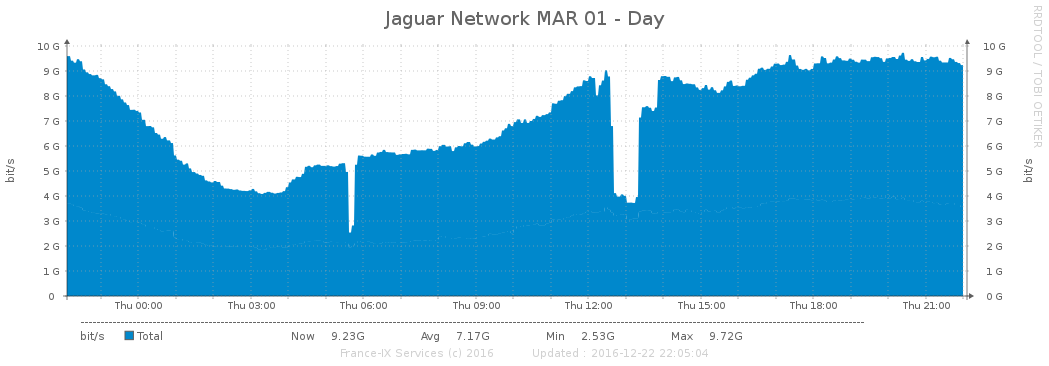 Jaguar Network MAR 01 - Day
RRDTOOL / TOBI OETIKER
bit/s
10 G 10 G
9 G 9 G
8 G 8 G
7 G 7 G
6 G 6 G
5 G 5 G
4 G 4 G
3 G 3 G
2 G 2 G
1 G 1 G
0 0 G
bit/s
Thu 00:00 Thu 03:00 Thu 06:00 Thu 09:00 Thu 12:00 Thu 15:00 Thu 18:00 Thu 21:00
bit/s Total Now 9.23G Avg 7.17G Min 2.53G Max 9.72G
France-IX Services (c) 2016 Updated : 2016-12-22 22:05:04